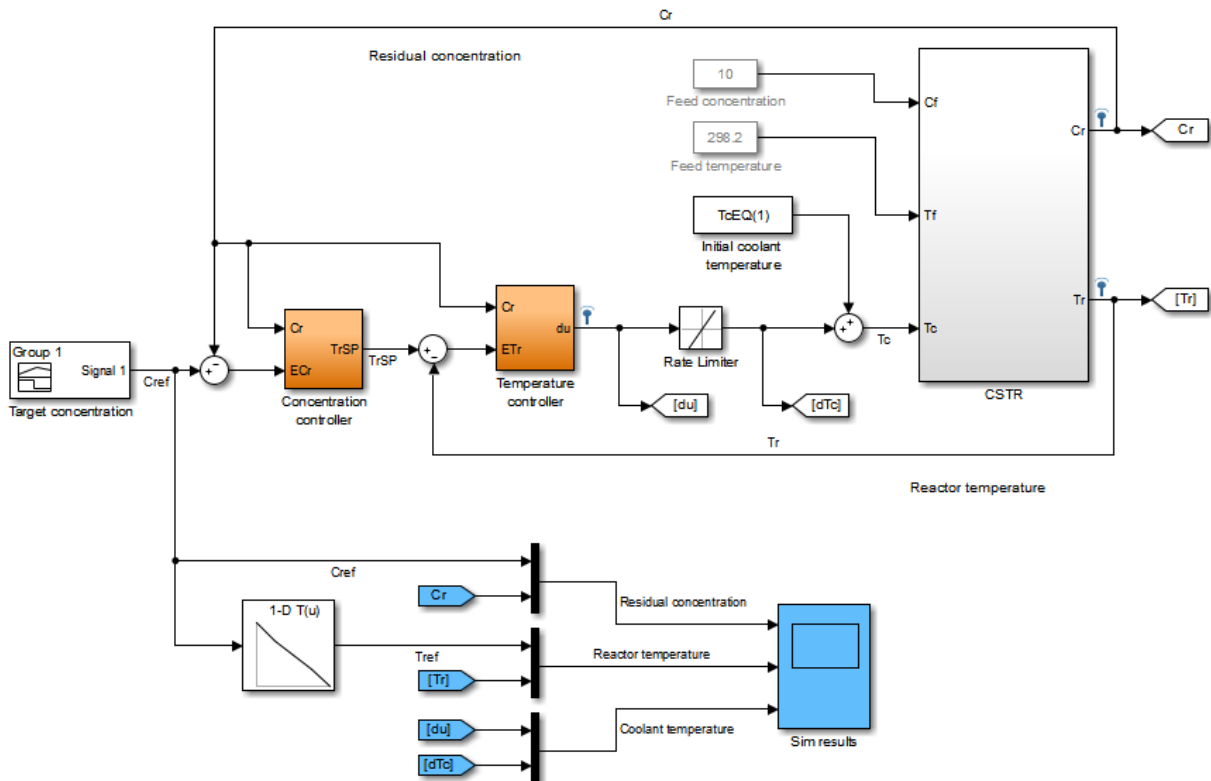 Cr
Residual concentration
10
Feed concentration
298.2
Feed temperature
TcEQ(1)
Initial coolant
temperature
Cf
Tf
Tc
Cr
Tr
CSTR
Cr
[Tr]
Group 1
Signal 1
Target concentration
Cref
+
-
Cr
ECr
TrSP
Concentration
controller
TrSP
+
-
Cr
ETr
du
Temperature
controller
Rate Limiter
+
+
Tc
[du]
[dTc]
Tr
Reactor temperature
Cref
Cr
Residual concentration
1-D T(u)
Tref
[Tr]
Reactor temperature
[du]
[dTc]
Coolant temperature
Sim results